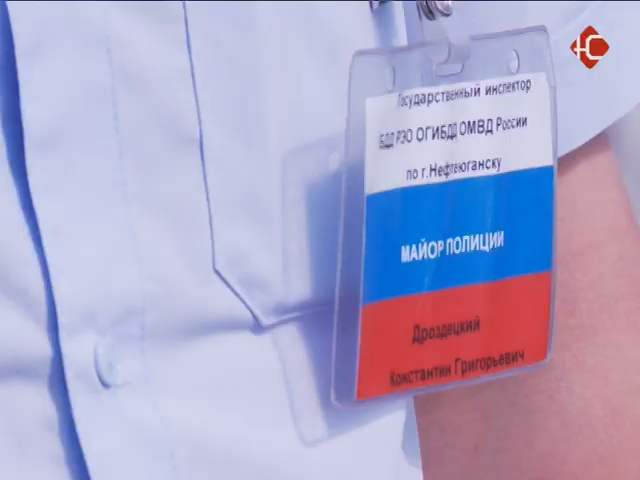 Государственный инспектор
БДД РЭО ОГИБДД ОМВД России
по г.Нефтеюганску
МАЙОР ПОЛИЦИИ
Дроздецкий
Константин Григорьевич